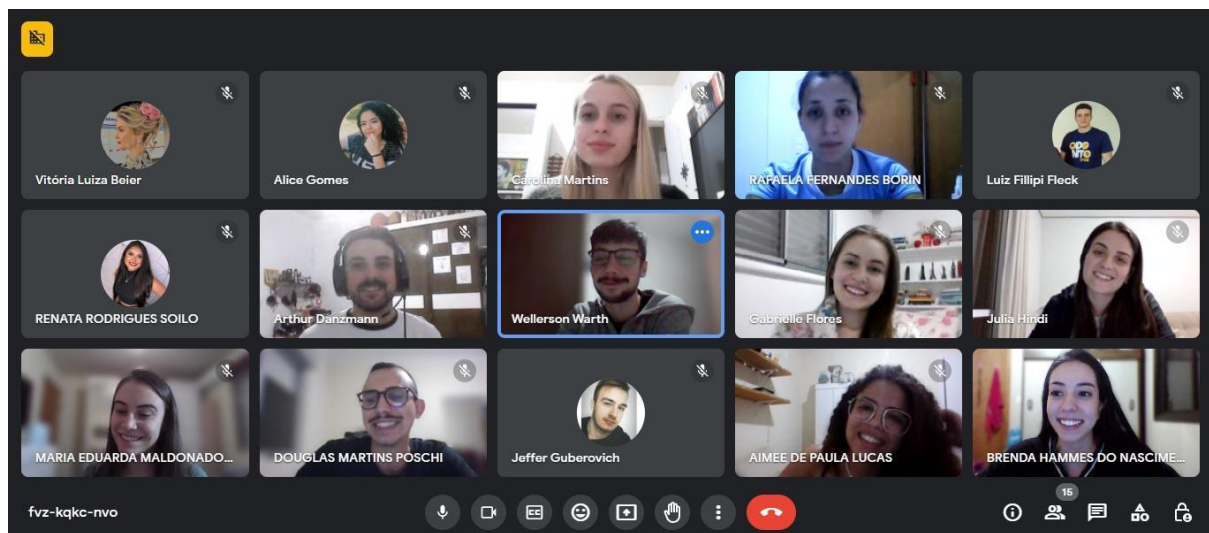 Vitória Luiza Beier
Alice Gomes
Carolina Martins
RAFAELA FERNANDES BORIN
Luiz Fillipi Fleck
RENATA RODRIGUES SOILO
Arthur Danzmann
Wellerson Warth
Gabrielle Flores
Julia Hindi
MARIA EDUARDA MALDONADO...
DOUGLAS MARTINS POSCHI
Jeffer Guberovich
AIMEE DE PAULA LUCAS
BRENDA HAMMES DO NASCIME...
15
fvz-kqkc-nvo
CC